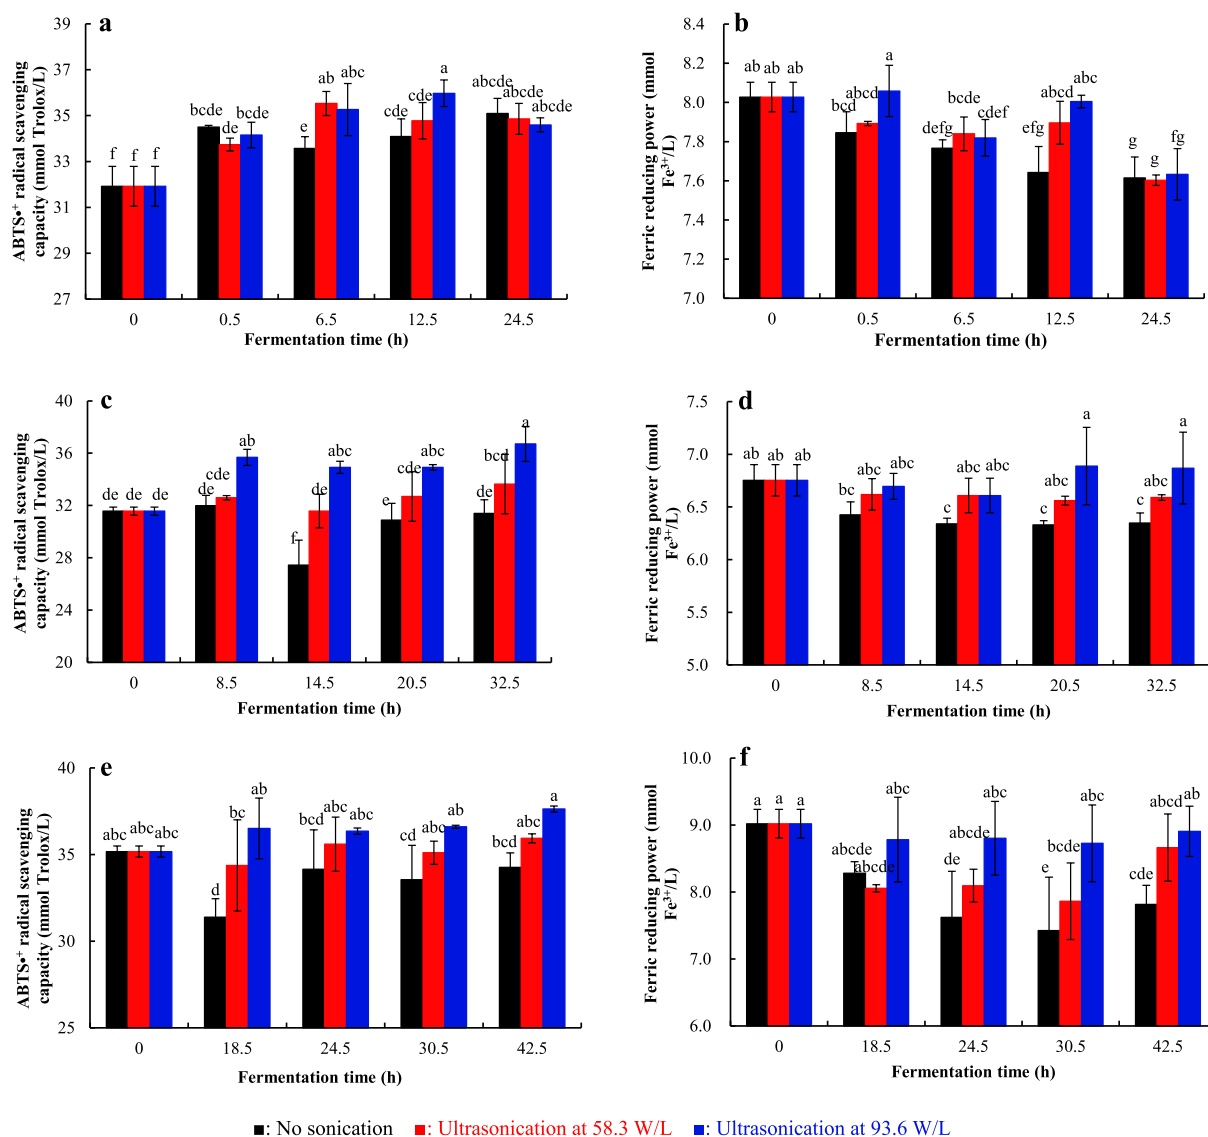 a
ABTS•⁺ radical scavenging
capacity (mmol Trolox/L)
39
37
35
33
31
29
27
f f f
bcde de bcde
e ab abc
cde cde a
abcde abcde abcde
0 0.5 6.5 12.5 24.5
Fermentation time (h)
b
Ferric reducing power (mmol
Fe³⁺/L)
8.4
8.2
8.0
7.8
7.6
7.4
7.2
7.0
ab ab ab
bcd abcd a
defg bcde cdef
efg abcd abc
g g fg
0 0.5 6.5 12.5 24.5
Fermentation time (h)
c
ABTS•⁺ radical scavenging
capacity (mmol Trolox/L)
40
36
32
28
24
20
de de de
de cde ab
f de abc
e cde abc
de bcd a
0 8.5 14.5 20.5 32.5
Fermentation time (h)
d
Ferric reducing power (mmol
Fe³⁺/L)
7.5
7.0
6.5
6.0
5.5
5.0
ab ab ab
bc abc abc
c abc abc
c abc a
c abc a
0 8.5 14.5 20.5 32.5
Fermentation time (h)
e
ABTS•⁺ radical scavenging
capacity (mmol Trolox/L)
40
35
30
25
abc abc abc
d bc ab
bcd abc abc
cd abc ab
bcd abc a
0 18.5 24.5 30.5 42.5
Fermentation time (h)
f
Ferric reducing power (mmol
Fe³⁺/L)
10.0
9.0
8.0
7.0
6.0
a a a
abcde abcde abc
de abcde abc
e bcde abc
cde abcd ab
0 18.5 24.5 30.5 42.5
Fermentation time (h)
■: No sonication ■: Ultrasonication at 58.3 W/L ■: Ultrasonication at 93.6 W/L